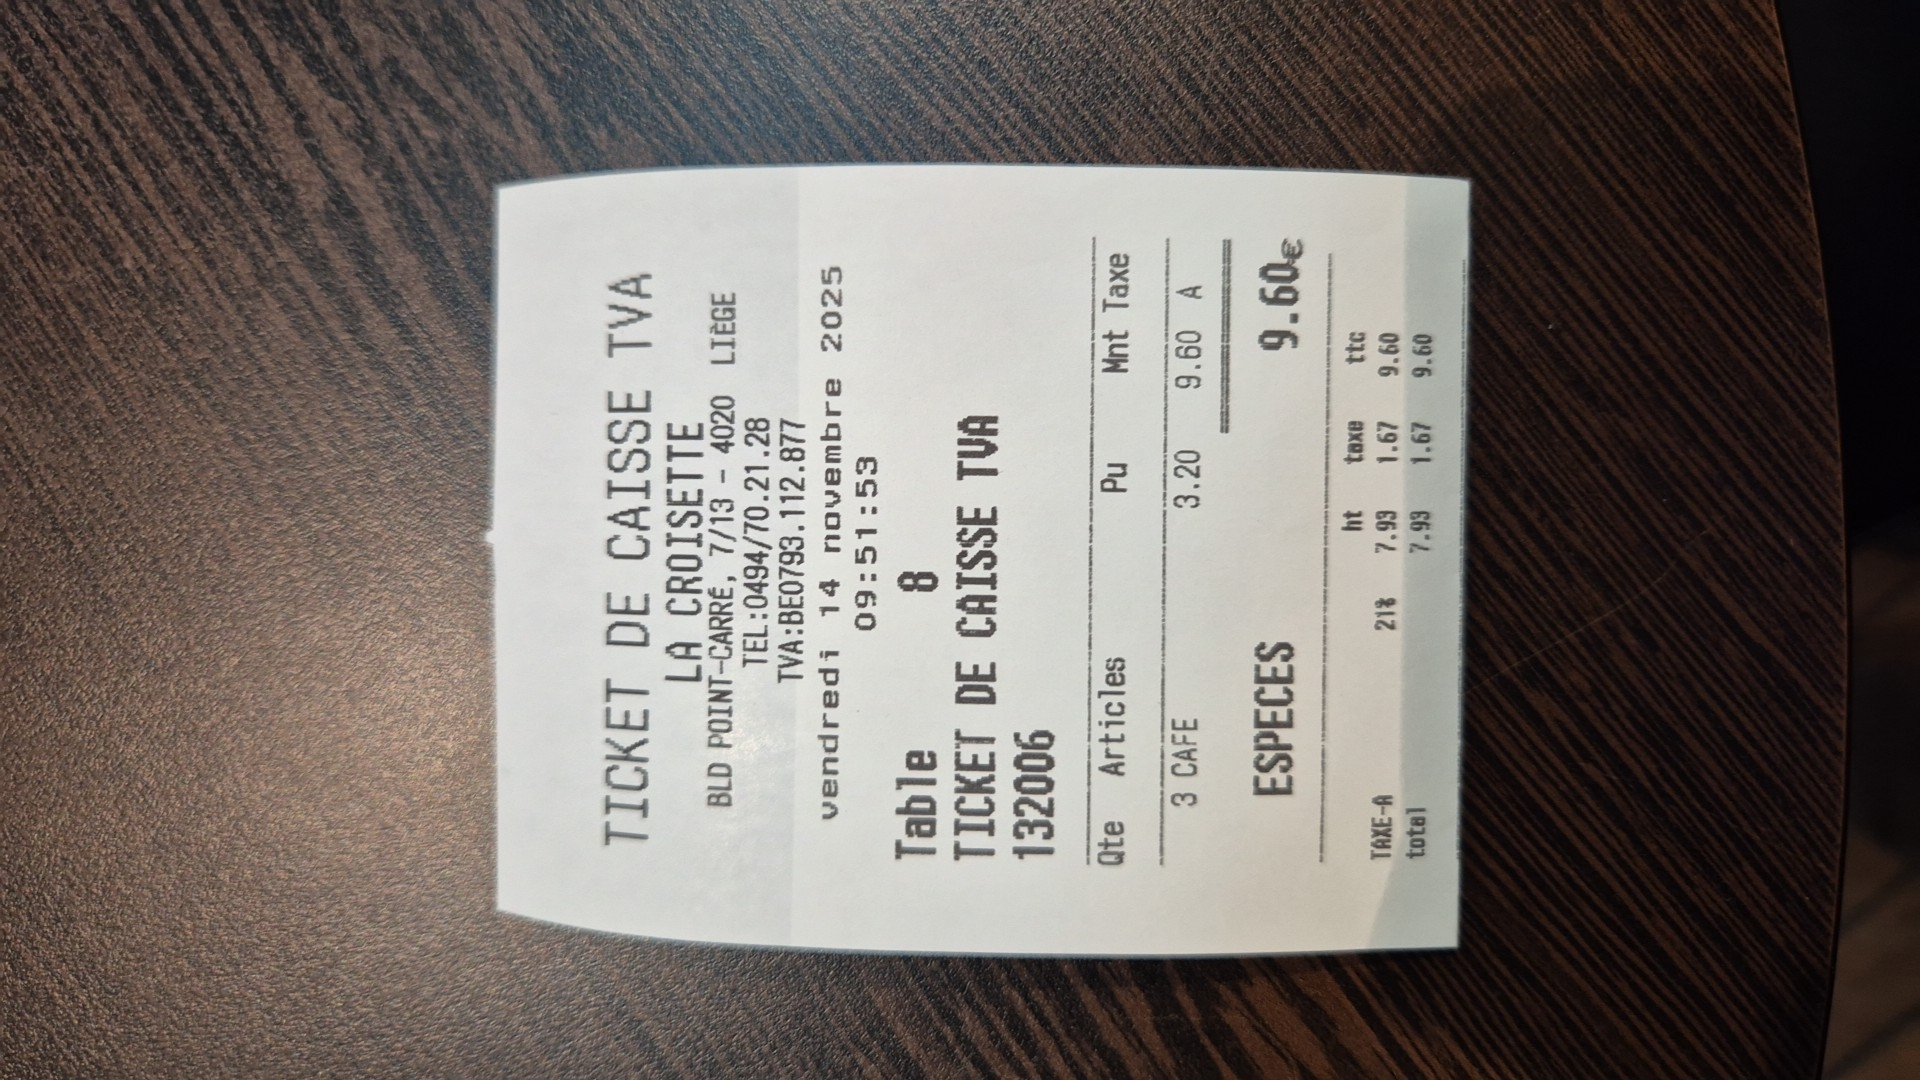 TICKET DE CAISSE TVA
LA CROISETTE
BLD POINT-CARRÉ, 7/13 - 4020 LIÈGE
TEL:0494/70.21.28
TVA:BE0793.112.877
vendredi 14 novembre 2025
09:51:53
Table 8
TICKET DE CAISSE TVA
132006
Qte Articles Pu Mnt Taxe
3 CAFE 3.20 9.60 A
ESPECES 9.60€
ht taxe ttc
TAXE-A 21% 7.93 1.67 9.60
total 7.93 1.67 9.60